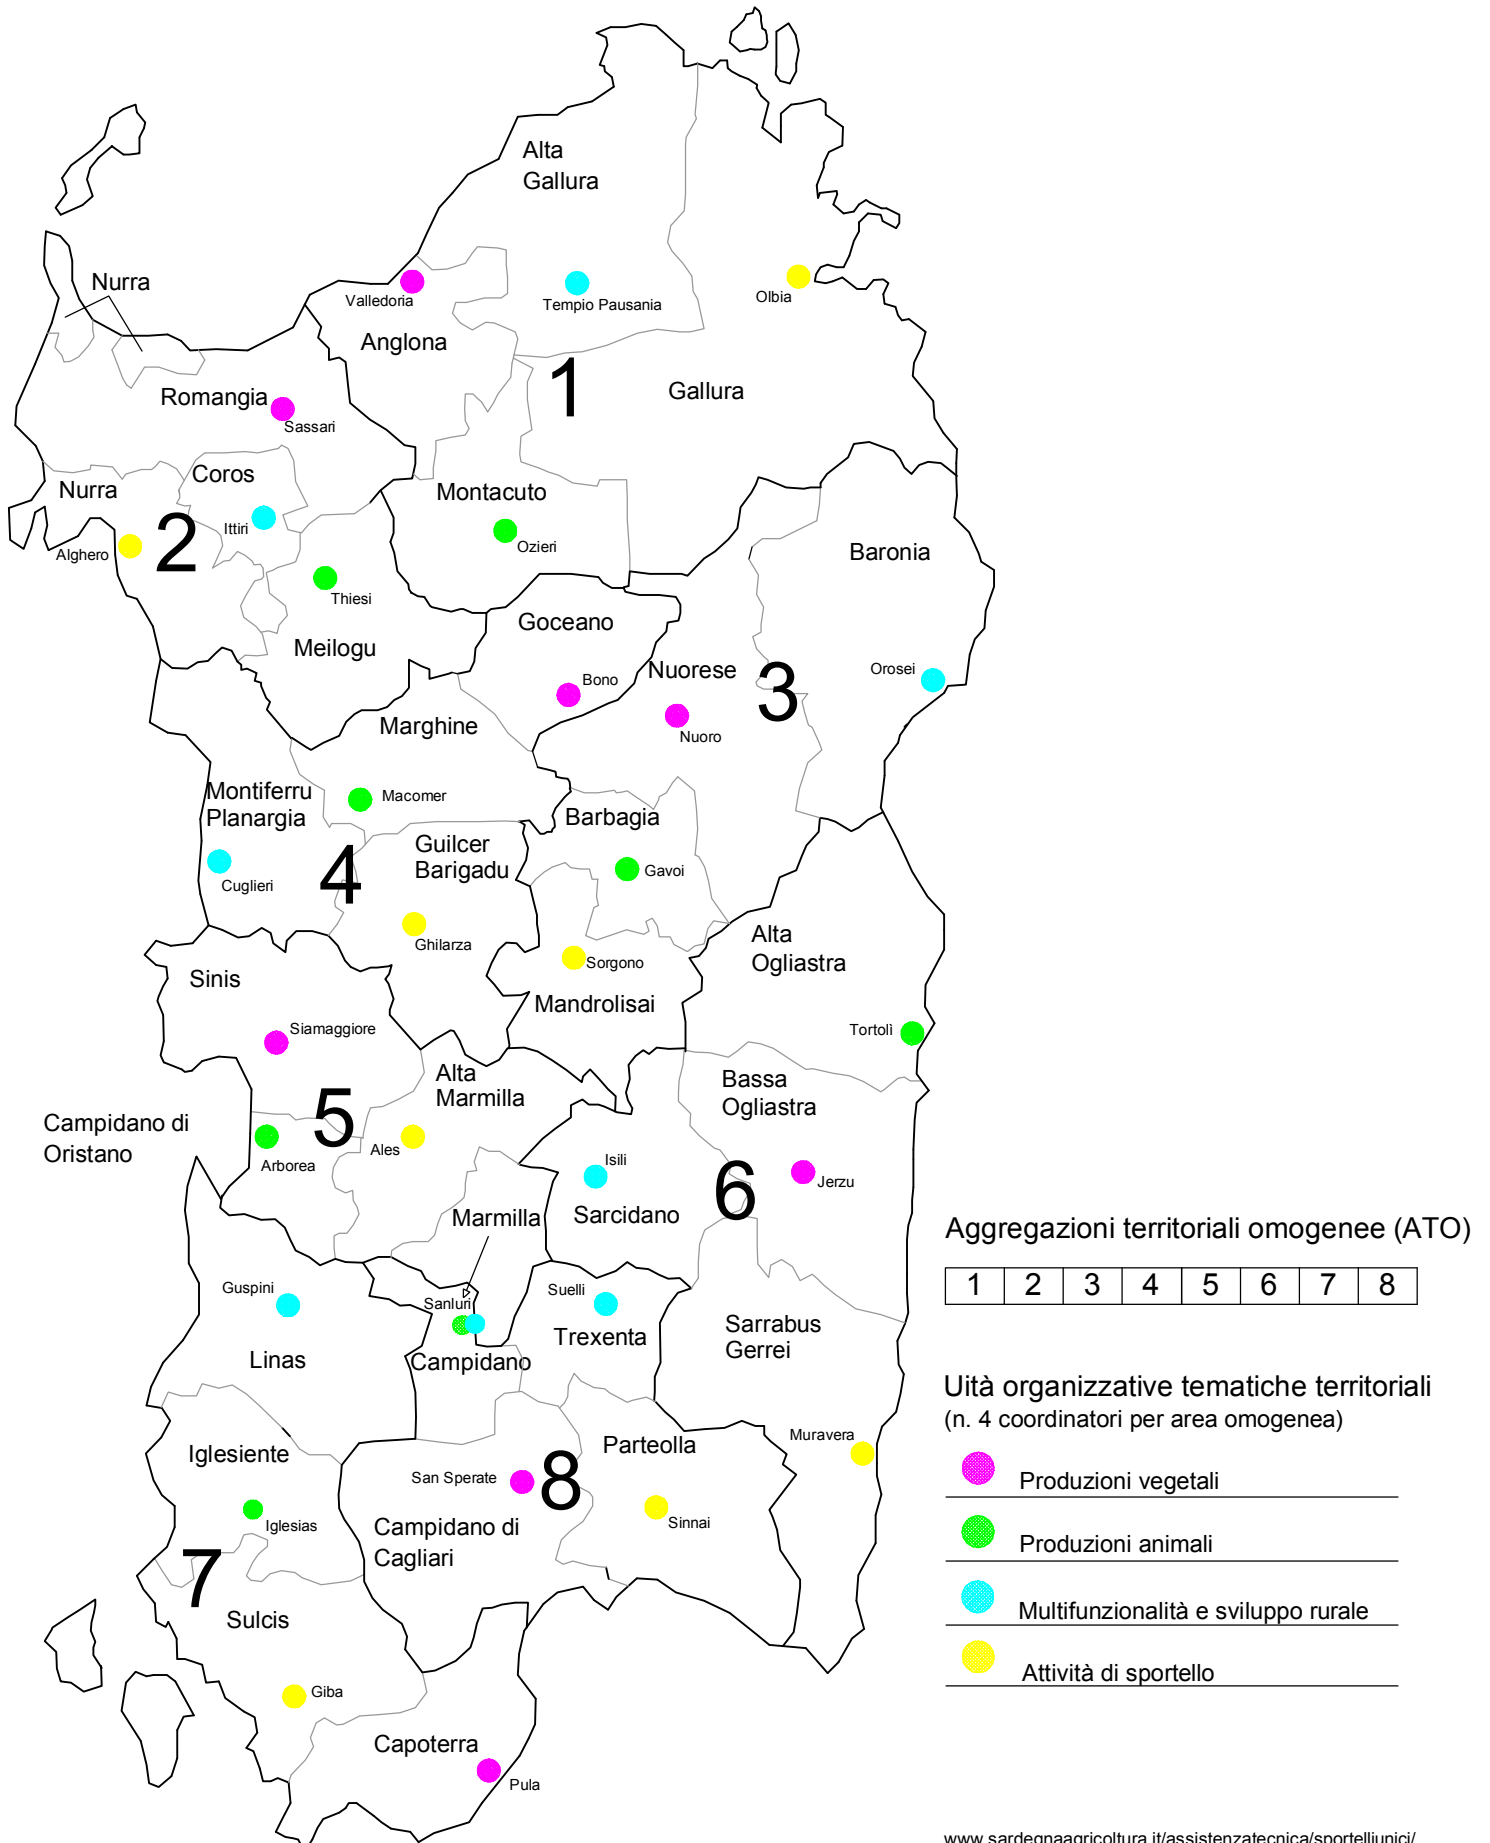 Alta
Gallura
Nurra
Valledoria
Tempio Pausania
Olbia
Anglona
1
Gallura
Romangia
Sassari
Coros
Nurra
Montacuto
Ittiri
2
Alghero
Ozieri
Baronia
Thiesi
Goceano
Meilogu
Nuorese
3
Orosei
Bono
Marghine
Nuoro
Montiferru
Planargia
Macomer
Barbagia
Guilcer
Barigadu
4
Gavoi
Cuglieri
Ghilarza
Alta
Ogliastra
Sorgono
Sinis
Mandrolisai
Siamaggiore
Tortolì
Alta
Marmilla
Bassa
Ogliastra
5
Campidano di
Oristano
Ales
Arborea
Isili
6
Jerzu
Marmilla
Sarcidano
Aggregazioni territoriali omogenee (ATO)
1 2 3 4 5 6 7 8
Guspini
Sanluri
Suelli
Sarrabus
Gerrei
Trexenta
Linas
Campidano
Uità organizzative tematiche territoriali
(n. 4 coordinatori per area omogenea)
Muravera
Iglesiente
Parteolla
San Sperate
8
Produzioni vegetali
Iglesias
Sinnai
Campidano di
Cagliari
Produzioni animali
7
Sulcis
Multifunzionalità e sviluppo rurale
Attività di sportello
Giba
Capoterra
Pula
www.sardegnaagricoltura.it/assistenzatecnica/sportelliunici/